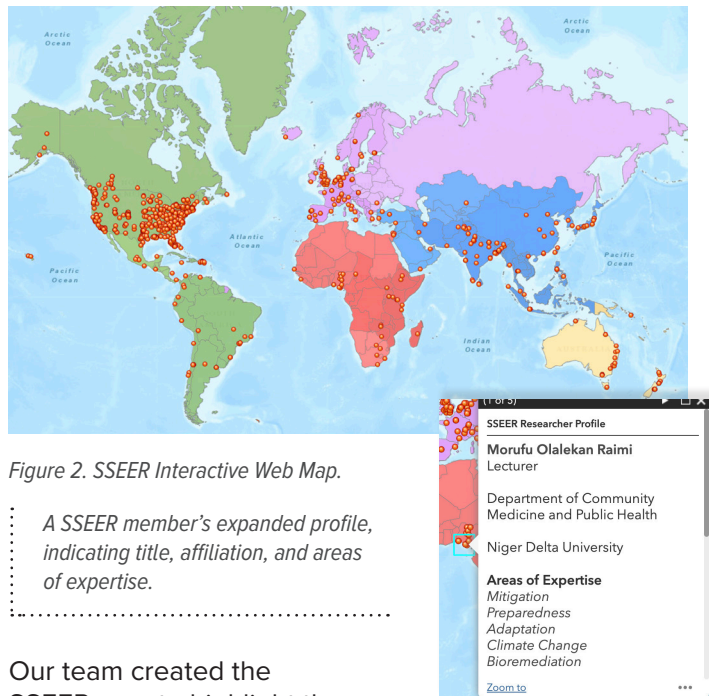 Arctic
Ocean
Arctic
Ocean
Atlantic
Ocean
Pacific
Ocean
Pacific
Ocean
Indian
Ocean
(1 of 5)
SSEER Researcher Profile
Morufu Olalekan Raimi
Lecturer
Department of Community
Medicine and Public Health
Niger Delta University
Areas of Expertise
Mitigation
Preparedness
Adaptation
Climate Change
Bioremediation
Zoom to
•••
Figure 2. SSEER Interactive Web Map.
A SSEER member's expanded profile,
indicating title, affiliation, and areas
of expertise.
Our team created the